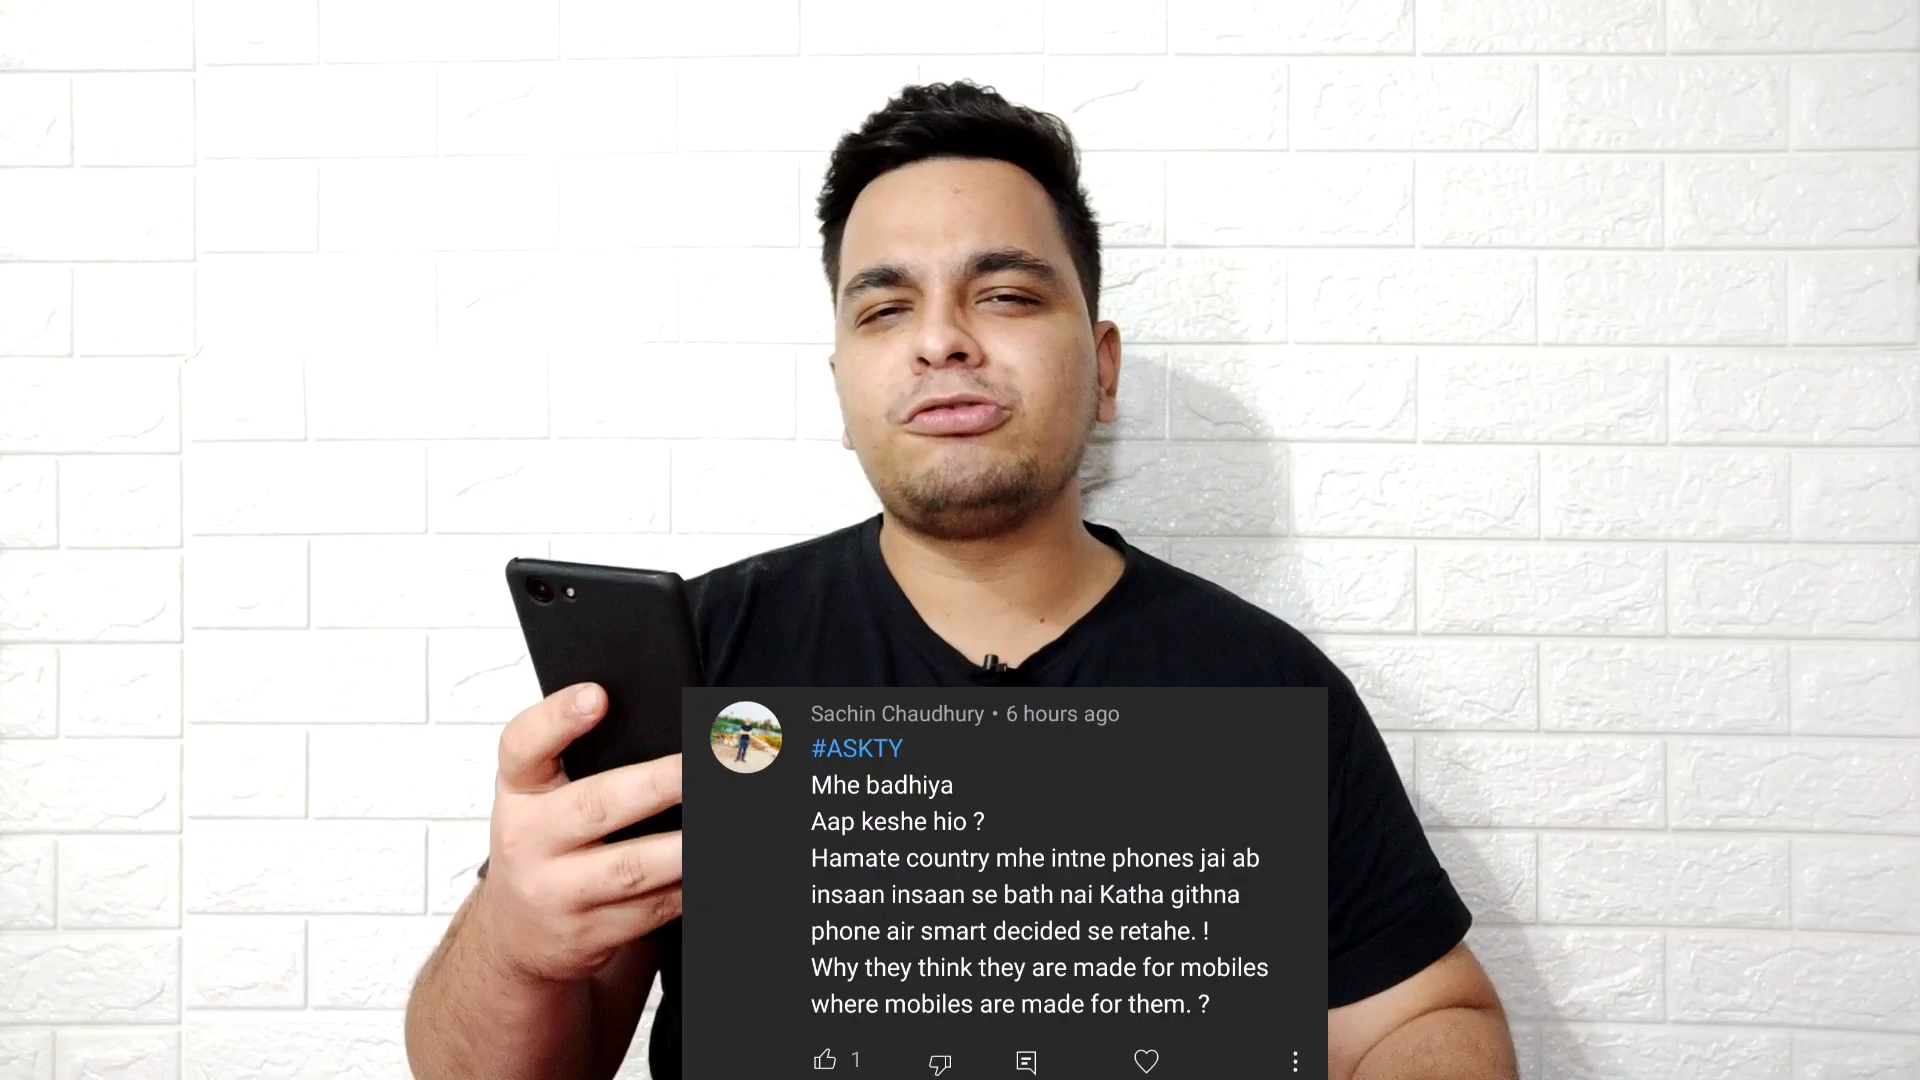 Sachin Chaudhury • 6 hours ago
#ASKTY
Mhe badhiya
Aap keshe hio ?
Hamate country mhe intne phones jai ab
insaan insaan se bath nai Katha githna
phone air smart decided se retahe. !
Why they think they are made for mobiles
where mobiles are made for them. ?
1